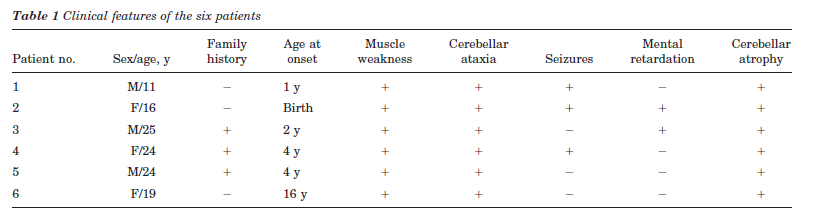 Table 1 Clinical features of the six patients
Patient no. Sex/age, y Family history Age at onset Muscle weakness Cerebellar ataxia Seizures Mental retardation Cerebellar atrophy
1 M/11 − 1 y + + + − +
2 F/16 − Birth + + + + +
3 M/25 + 2 y + + − + +
4 F/24 + 4 y + + + − +
5 M/24 + 4 y + + − − +
6 F/19 − 16 y + + − − +